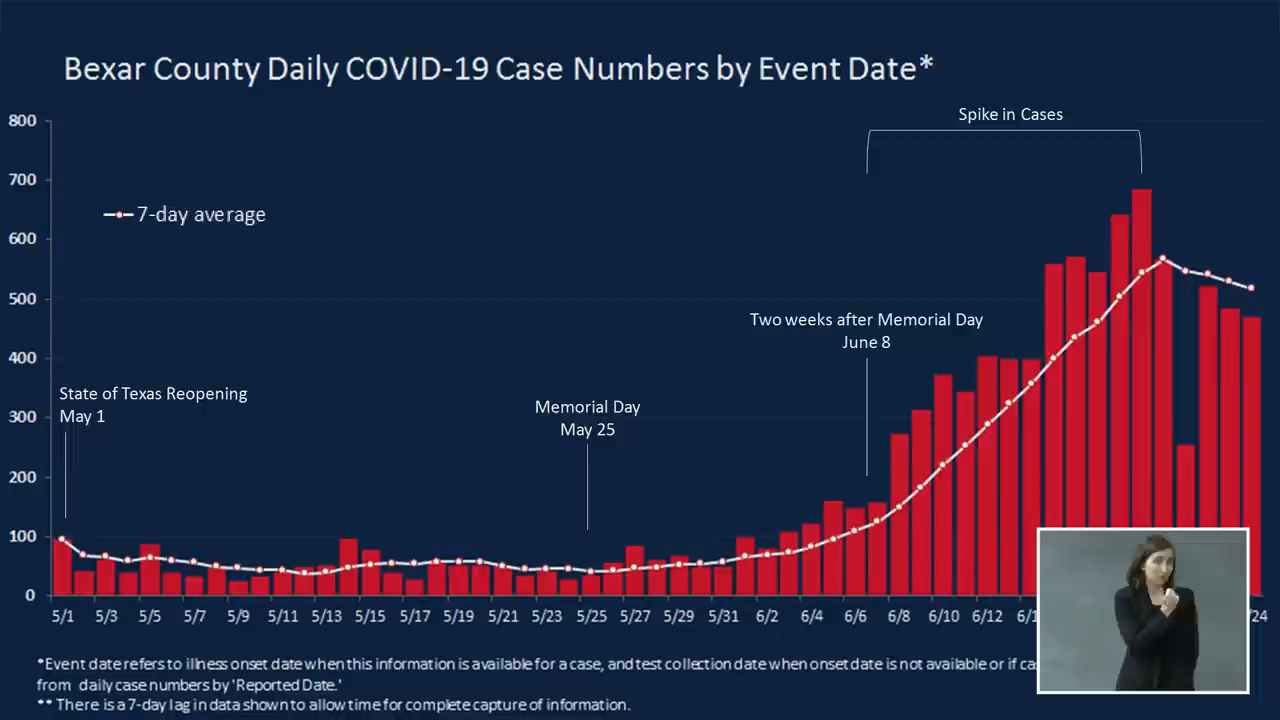 Bexar County Daily COVID-19 Case Numbers by Event Date*
Spike in Cases
800
700
600
500
400
300
200
100
0
7-day average
Two weeks after Memorial Day
June 8
State of Texas Reopening
May 1
Memorial Day
May 25
5/1 5/3 5/5 5/7 5/9 5/11 5/13 5/15 5/17 5/19 5/21 5/23 5/25 5/27 5/29 5/31 6/2 6/4 6/6 6/8 6/10 6/12 6/1 /24
*Event date refers to illness onset date when this information is available for a case, and test collection date when onset date is not available or if
from daily case numbers by 'Reported Date.'
** There is a 7-day lag in data shown to allow time for complete capture of information.